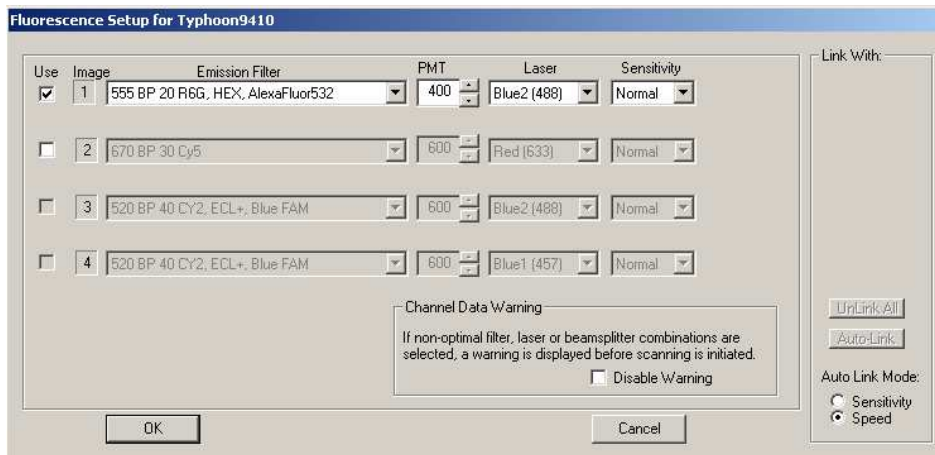 Fluorescence Setup for Typhoon9410
Use Image Emission Filter PMT Laser Sensitivity
1 555 BP 20 R6G, HEX, AlexaFluor532 400 Blue2 (488) Normal
2 670 BP 30 Cy5 600 Red (633) Normal
3 520 BP 40 CY2, ECL+, Blue FAM 600 Blue2 (488) Normal
4 520 BP 40 CY2, ECL+, Blue FAM 600 Blue1 (457) Normal
Channel Data Warning
If non-optimal filter, laser or beamsplitter combinations are
selected, a warning is displayed before scanning is initiated.
Disable Warning
OK Cancel
Link With:
UnLink All
Auto-Link
Auto Link Mode:
Sensitivity
Speed